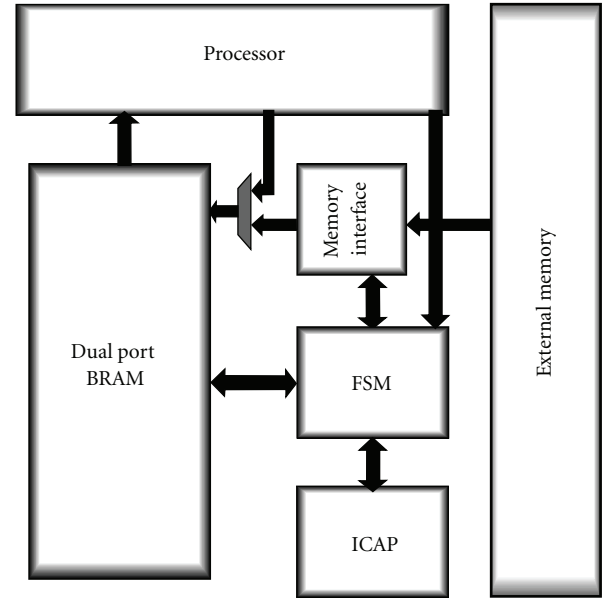 Processor
Memory
interface
External memory
Dual port
BRAM
FSM
ICAP